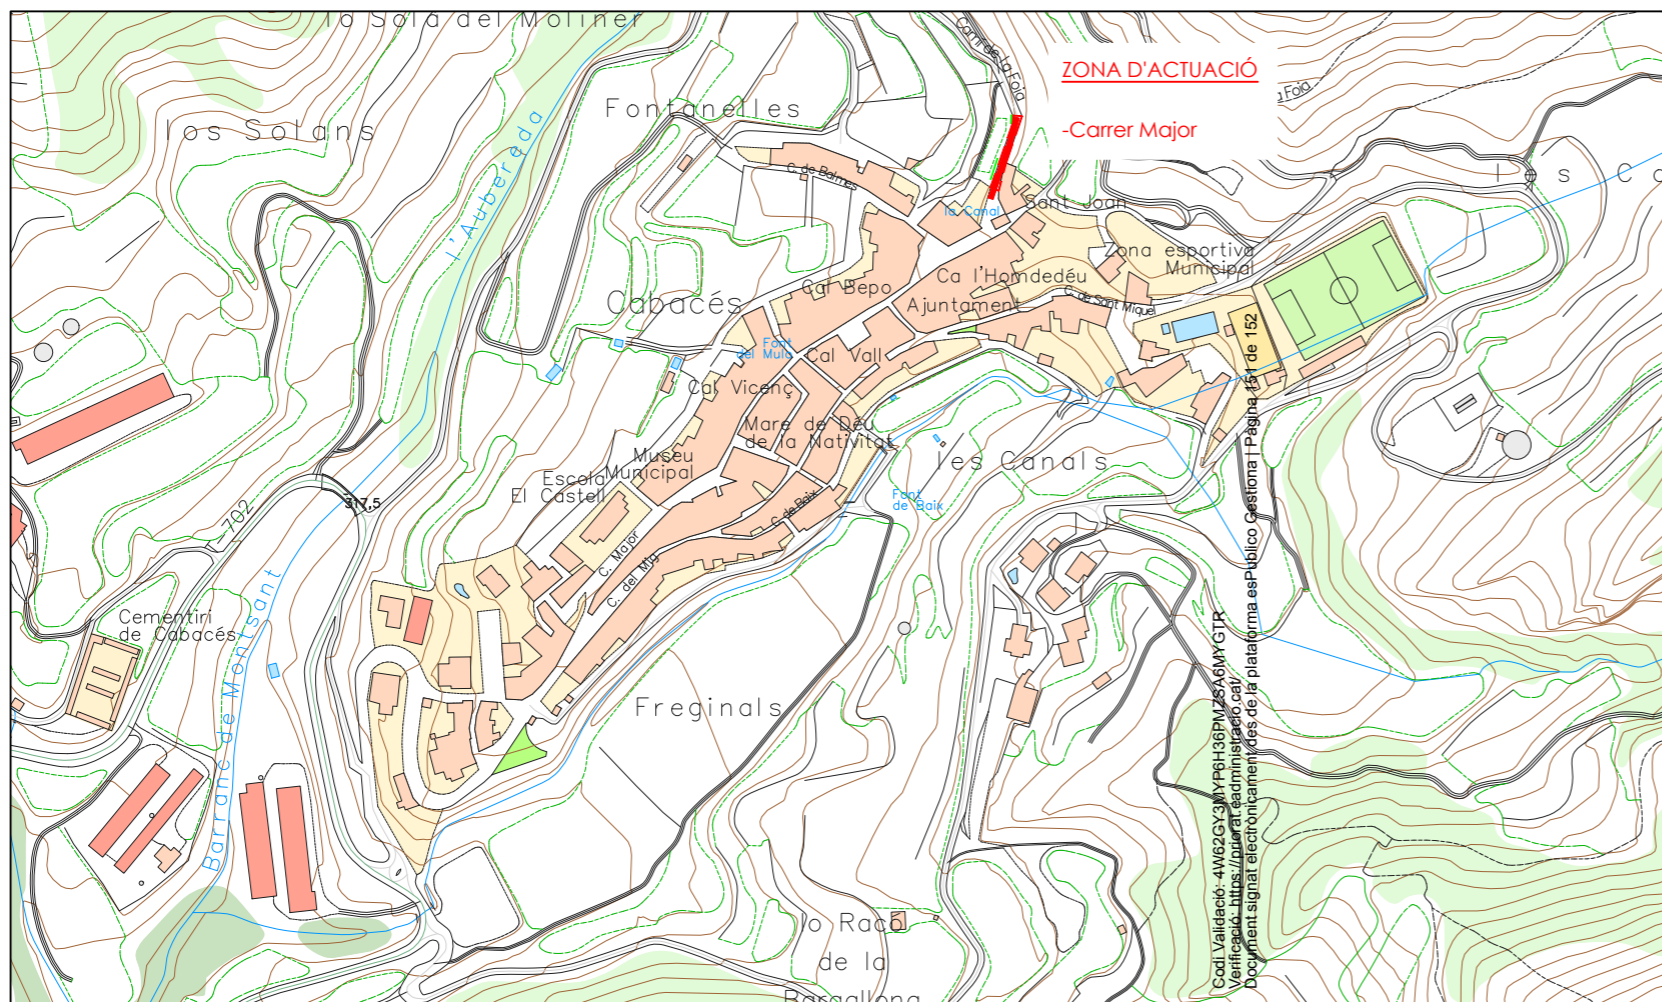 lo Solà del Moliner
Camí de La Foia
ZONA D'ACTUACIÓ
-Carrer Major
a Foia
Fontanelles
los Solans
l'Aubereda
C. de Balmes
les Co
la Canal
Sant Joan
Zona esportiva
Municipal
Ca l'Homdedéu
Cal Bepo
Cabacés
Ajuntament
C. de Sant Miquel
Font
del Mula
Cal Vall
Cal Vicenç
Mare de Déu
de la Nativitat
Museu
Municipal
les Canals
Escola
El Castell
Font
de Baix
C. de Baix
317,5
-702
C. Major
C. del Mig
Cementiri
de Cabacés
Barranc de Montsant
Freginals
lo Racó
de la
Bargallona
Codi Validació: 4W62GY3MYP6H36PMZSA6MYGTR
Verificació: https://priorat.eadministracio.cat/
Document signat electrònicament des de la plataforma esPublico Gestiona | Pàgina 151 de 152